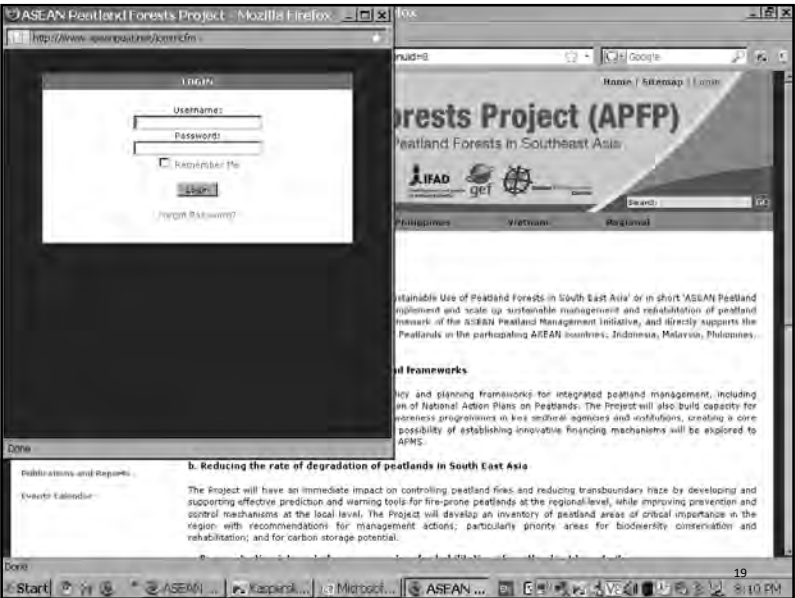 ASEAN Peatland Forests Project - Mozilla Firefox
fox
LOGIN
Username:
Password:
Remember Me
Login
Forgot Password?
Done
nuid=8
Google
Home | Sitemap | Login
orests Project (APFP)
Peatland Forests in Southeast Asia
IFAD
gef
Search:
GO
Philippines
Vietnam
Regional
stainable Use of Peatland Forests in South East Asia' or in short 'ASEAN Peatland
mplement and scale up sustainable management and rehabilitation of peatland
mework of the ASEAN Peatland Management Initiative, and directly supports the
Peatlands in the participating ASEAN countries: Indonesia, Malaysia, Philippines,
al frameworks
licy and planning frameworks for integrated peatland management, including
on of National Action Plans on Peatlands. The Project will also build capacity for
wareness programmes in key sectoral agencies and institutions, creating a core
possibility of establishing innovative financing mechanisms will be explored to
APMS.
Publications and Reports
Events Calendar
b. Reducing the rate of degradation of peatlands in South East Asia
The Project will have an immediate impact on controlling peatland fires and reducing transboundary haze by developing and
supporting effective prediction and warning tools for fire-prone peatlands at the regional level, while improving prevention and
control mechanisms at the local level. The Project will develop an inventory of peatland areas of critical importance in the
region with recommendations for management actions; particularly priority areas for biodiversity conservation and
rehabilitation; and for carbon storage potential.
Done
19
Start
ASEAN ...
Kaspersk...
Microsof...
ASEAN ...
8:10 PM